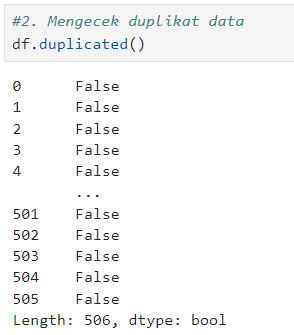 #2. Mengecek duplikat data
df.duplicated()
0 False
1 False
2 False
3 False
4 False
...
501 False
502 False
503 False
504 False
505 False
Length: 506, dtype: bool